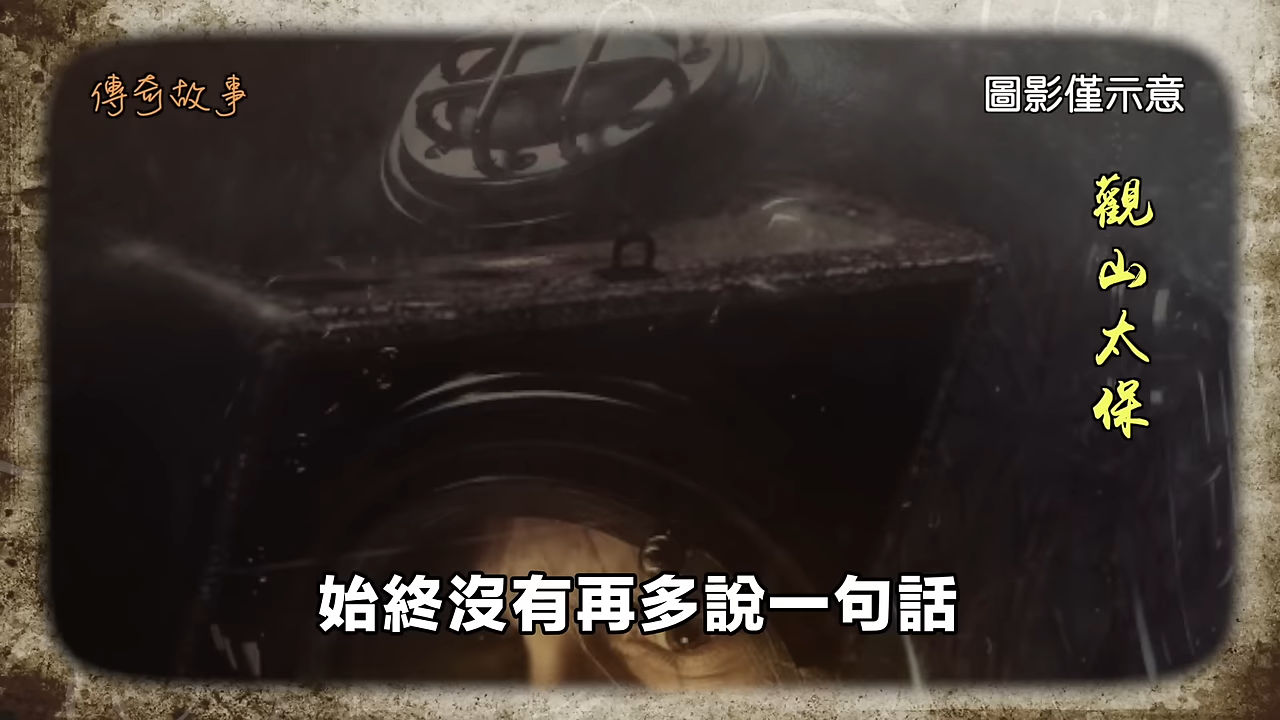 傳奇故事
圖影僅示意
觀山太保
始終沒有再多說一句話